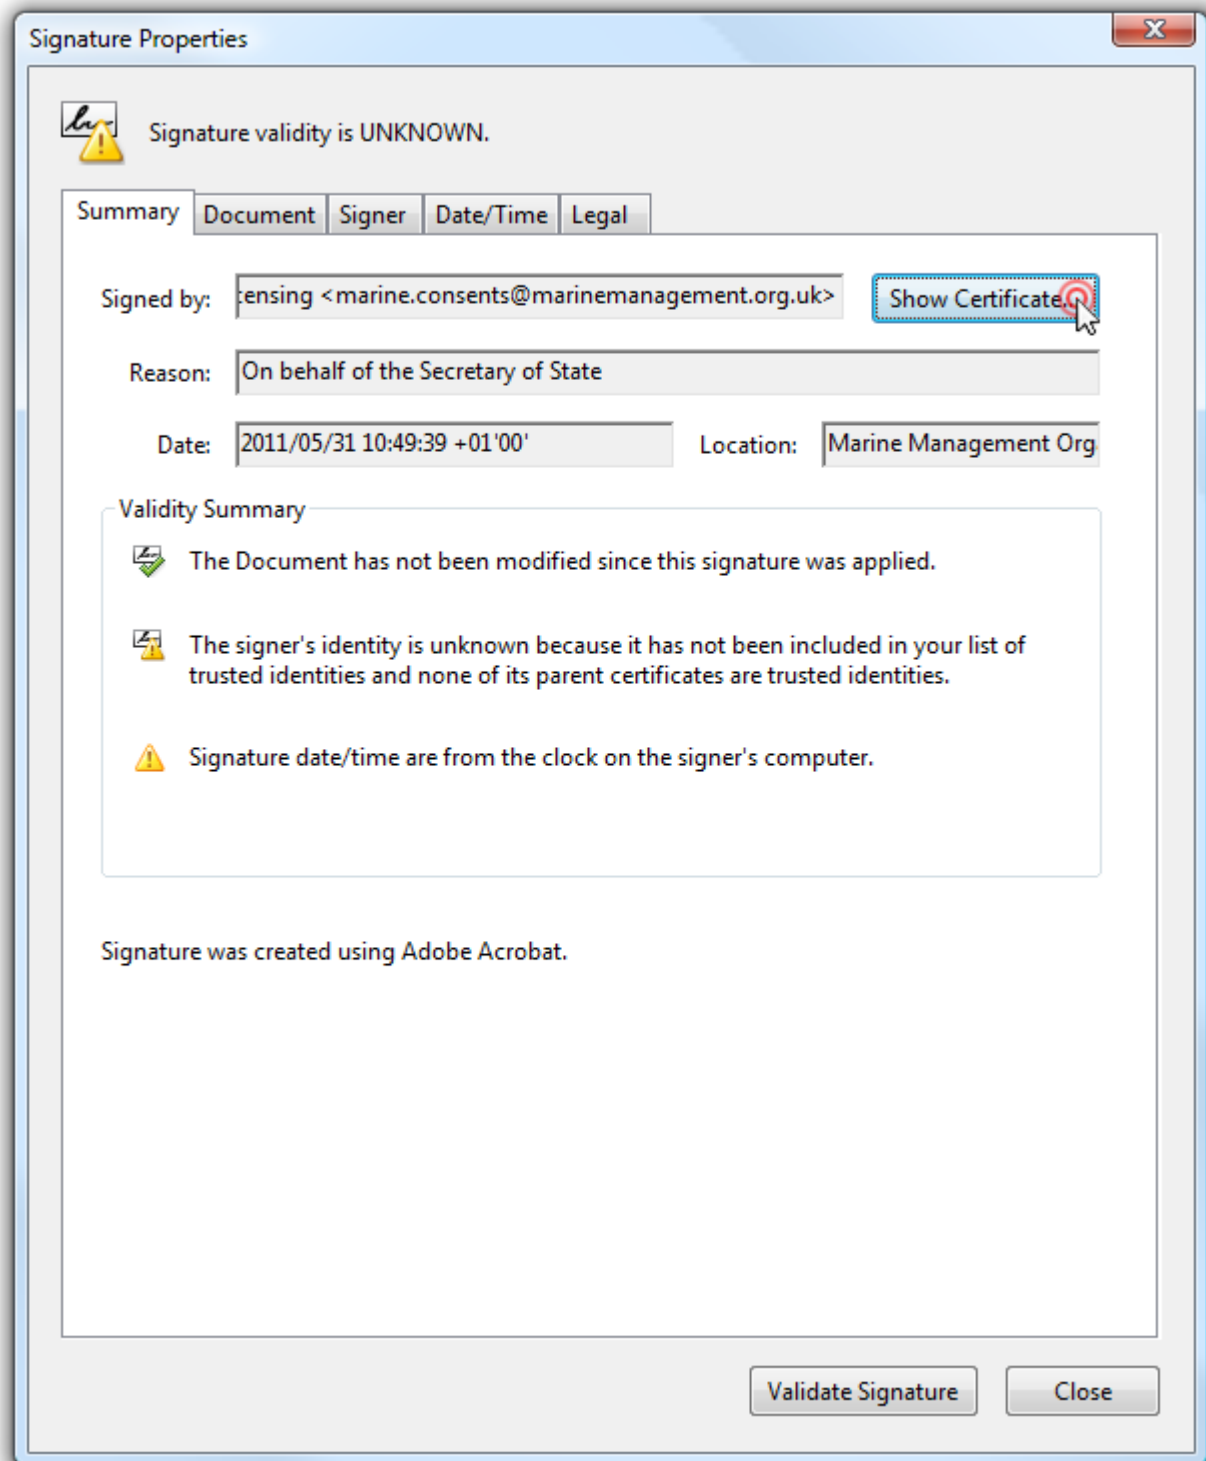 Signature Properties
Signature validity is UNKNOWN.
Summary Document Signer Date/Time Legal
Signed by: ensing <marine.consents@marinemanagement.org.uk> Show Certificate...
Reason: On behalf of the Secretary of State
Date: 2011/05/31 10:49:39 +01'00' Location: Marine Management Org
Validity Summary
The Document has not been modified since this signature was applied.
The signer's identity is unknown because it has not been included in your list of
trusted identities and none of its parent certificates are trusted identities.
Signature date/time are from the clock on the signer's computer.
Signature was created using Adobe Acrobat.
Validate Signature Close